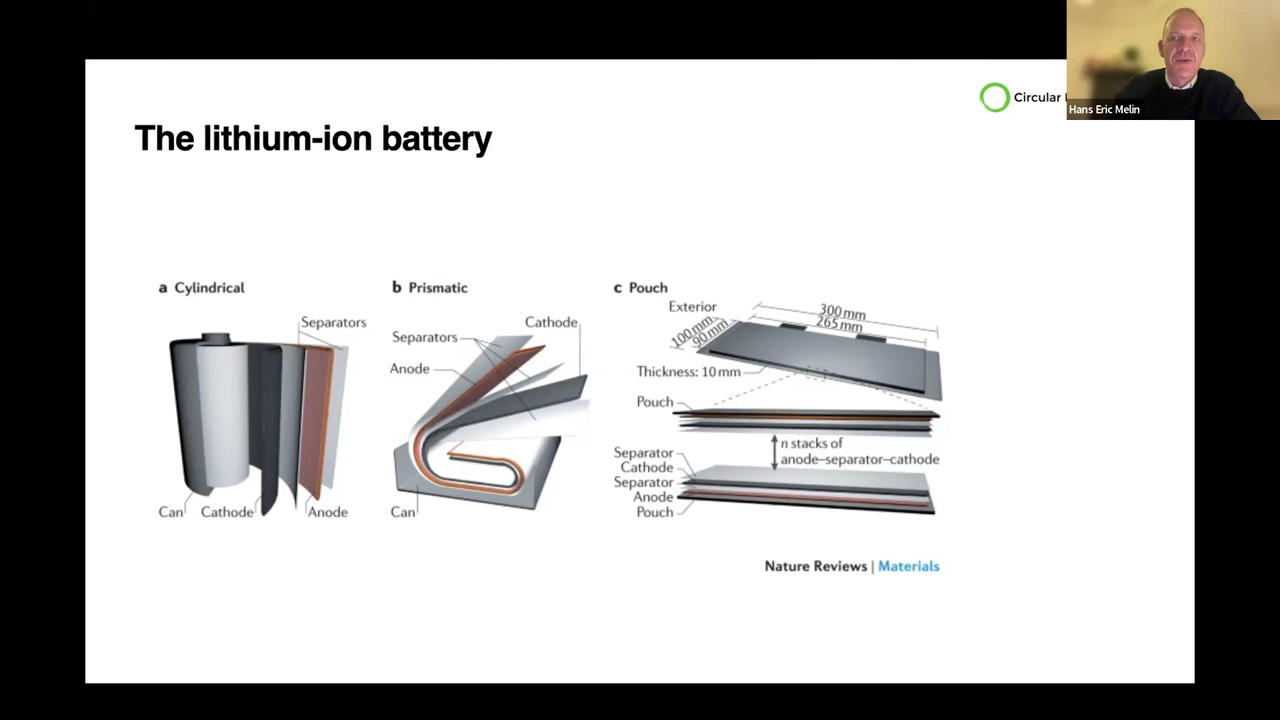 Circular
Hans Eric Melin
The lithium-ion battery
a Cylindrical
Separators
Can
Cathode
Anode
b Prismatic
Cathode
Separators
Anode
Can
c Pouch
Exterior
300 mm
265 mm
100 mm
90 mm
Thickness: 10 mm
Pouch
n stacks of
anode–separator–cathode
Separator
Cathode
Separator
Anode
Pouch
Nature Reviews | Materials